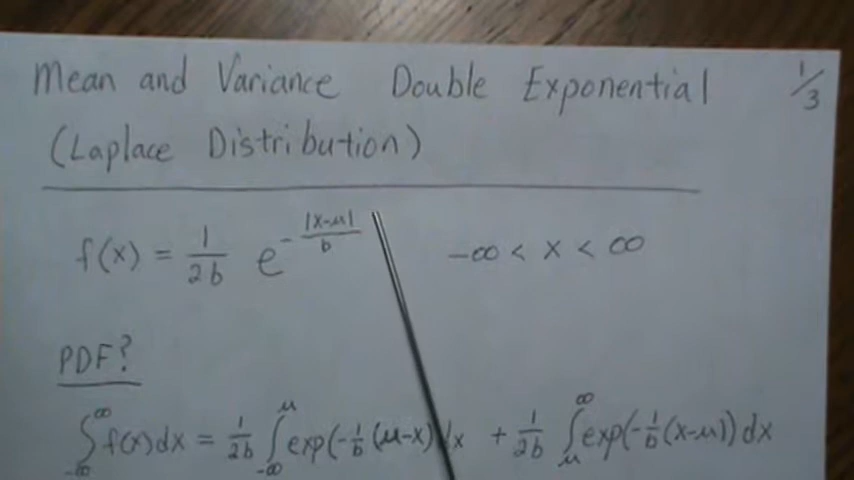 Mean and Variance Double Exponential 1/3
(Laplace Distribution)
f(x) = 1/2b e^-|x-μ|/b -∞ < x < ∞
PDF?
∫_-∞^∞ f(x)dx = 1/2b ∫_-∞^μ exp(-1/b (μ-x) dx + 1/2b ∫_μ^∞ exp(-1/b (x-μ)) dx